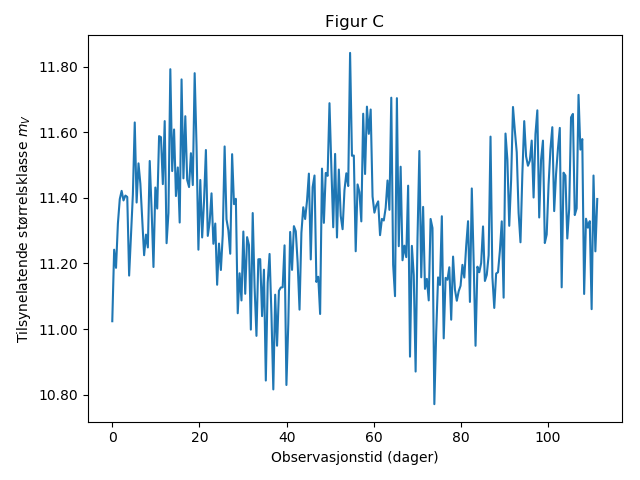 Figur C
Tilsynelatende størrelsklasse $m_V$
11.80
11.60
11.40
11.20
11.00
10.80
0 20 40 60 80 100
Observasjonstid (dager)